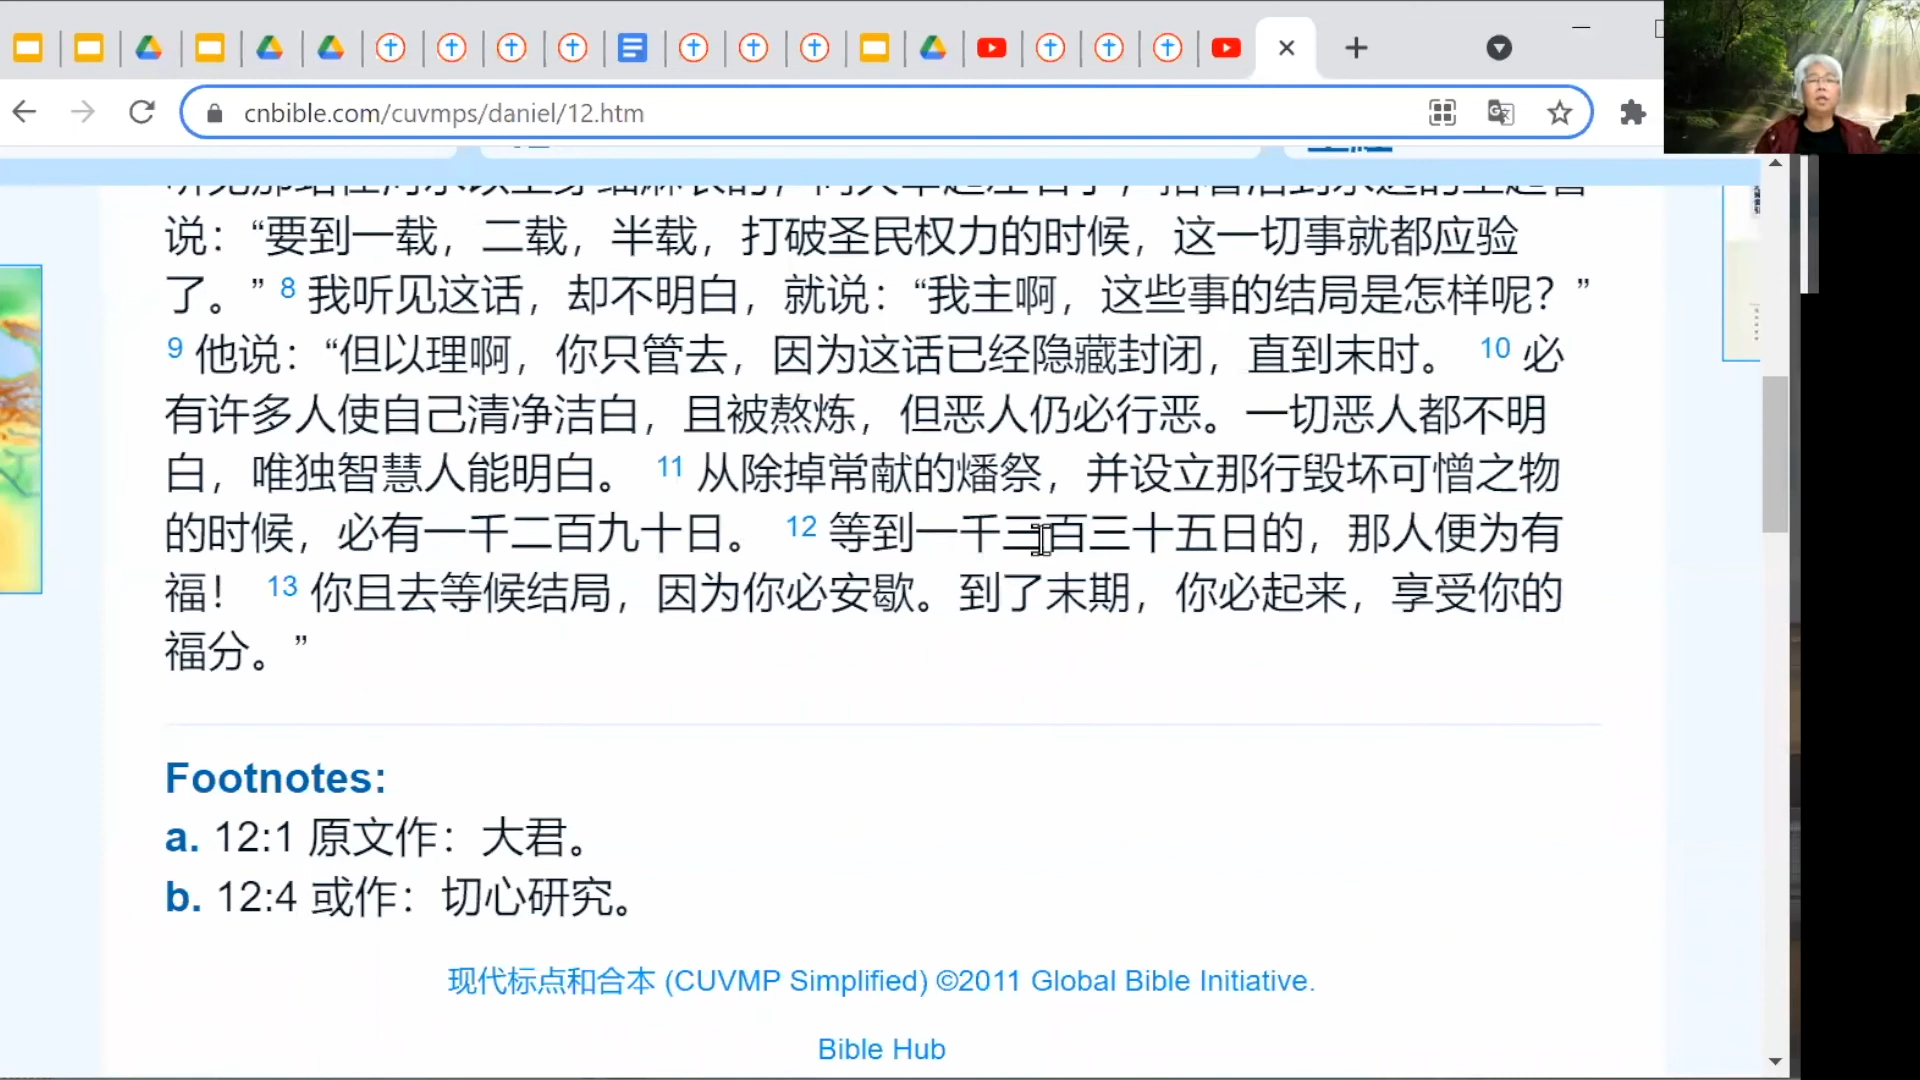 cnbible.com/cuvmps/daniel/12.htm
说：“要到一载，二载，半载，打破圣民权力的时候，这一切事就都应验
了。” 8 我听见这话，却不明白，就说：“我主啊，这些事的结局是怎样呢？”
9 他说：“但以理啊，你只管去，因为这话已经隐藏封闭，直到末时。 10 必
有许多人使自己清净洁白，且被熬炼，但恶人仍必行恶。一切恶人都不明
白，唯独智慧人能明白。 11 从除掉常献的燔祭，并设立那行毁坏可憎之物
的时候，必有一千二百九十日。 12 等到一千三百三十五日的，那人便为有
福！ 13 你且去等候结局，因为你必安歇。到了末期，你必起来，享受你的
福分。”
Footnotes:
a. 12:1 原文作：大君。
b. 12:4 或作：切心研究。
现代标点和合本 (CUVMP Simplified) ©2011 Global Bible Initiative.
Bible Hub